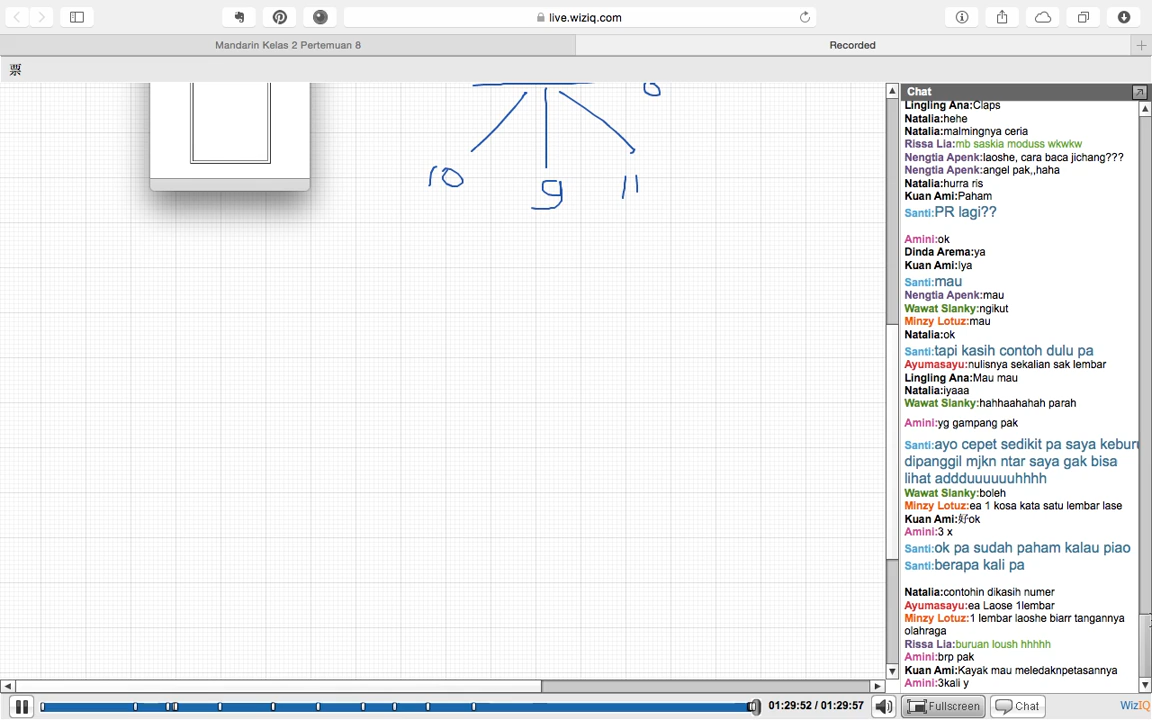 live.wiziq.com
Mandarin Kelas 2 Pertemuan 8
Recorded
票
10
9
11
Chat
Lingling Ana:Claps
Natalia:hehe
Natalia:malmingnya ceria
Rissa Lia:mb saskia moduss wkwkw
Nengtia Apenk:laoshe, cara baca jichang???
Nengtia Apenk:angel pak,,haha
Natalia:hurra ris
Kuan Ami:Paham
Santi:PR lagi??
Amini:ok
Dinda Arema:ya
Kuan Ami:Iya
Santi:mau
Nengtia Apenk:mau
Wawat Slanky:ngikut
Minzy Lotuz:mau
Natalia:ok
Santi:tapi kasih contoh dulu pa
Ayumasayu:nulisnya sekalian sak lembar
Lingling Ana:Mau mau
Natalia:iyaaa
Wawat Slanky:hahhaahahah parah
Amini:yg gampang pak
Santi:ayo cepet sedikit pa saya keburu
dipanggil mjkn ntar saya gak bisa
lihat addduuuuuuhhhh
Wawat Slanky:boleh
Minzy Lotuz:ea 1 kosa kata satu lembar lase
Kuan Ami:好ok
Amini:3 x
Santi:ok pa sudah paham kalau piao
Santi:berapa kali pa
Natalia:contohin dikasih numer
Ayumasayu:ea Laose 1lembar
Minzy Lotuz:1 lembar laoshe biarr tangannya
olahraga
Rissa Lia:buruan loush hhhhh
Amini:brp pak
Kuan Ami:Kayak mau meledaknpetasannya
Amini:3kali y
01:29:52 / 01:29:57
Fullscreen
Chat
WizIQ